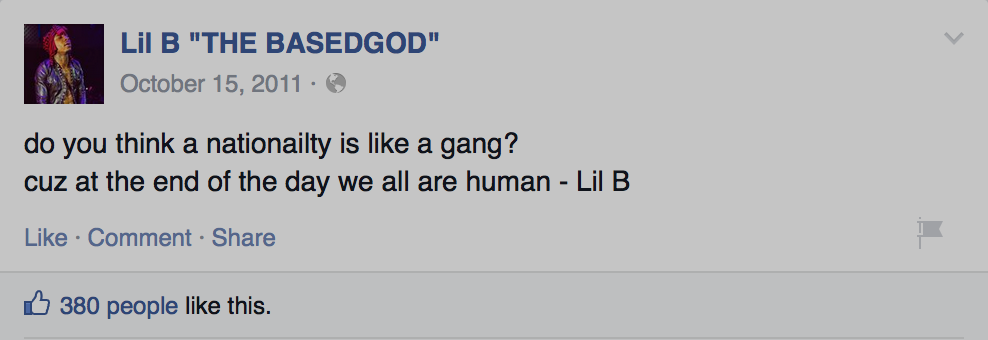 Lil B "THE BASEDGOD"
October 15, 2011 ·
do you think a nationailty is like a gang?
cuz at the end of the day we all are human - Lil B
Like · Comment · Share
380 people like this.